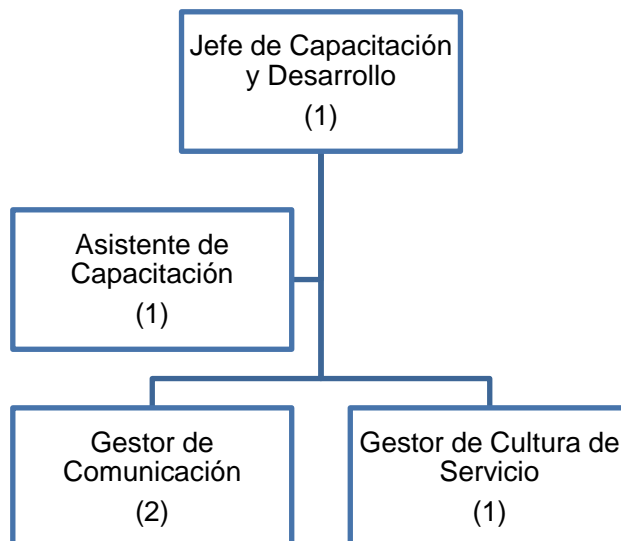 Jefe de Capacitación
y Desarrollo
(1)
Asistente de
Capacitación
(1)
Gestor de
Comunicación
(2)
Gestor de Cultura de
Servicio
(1)